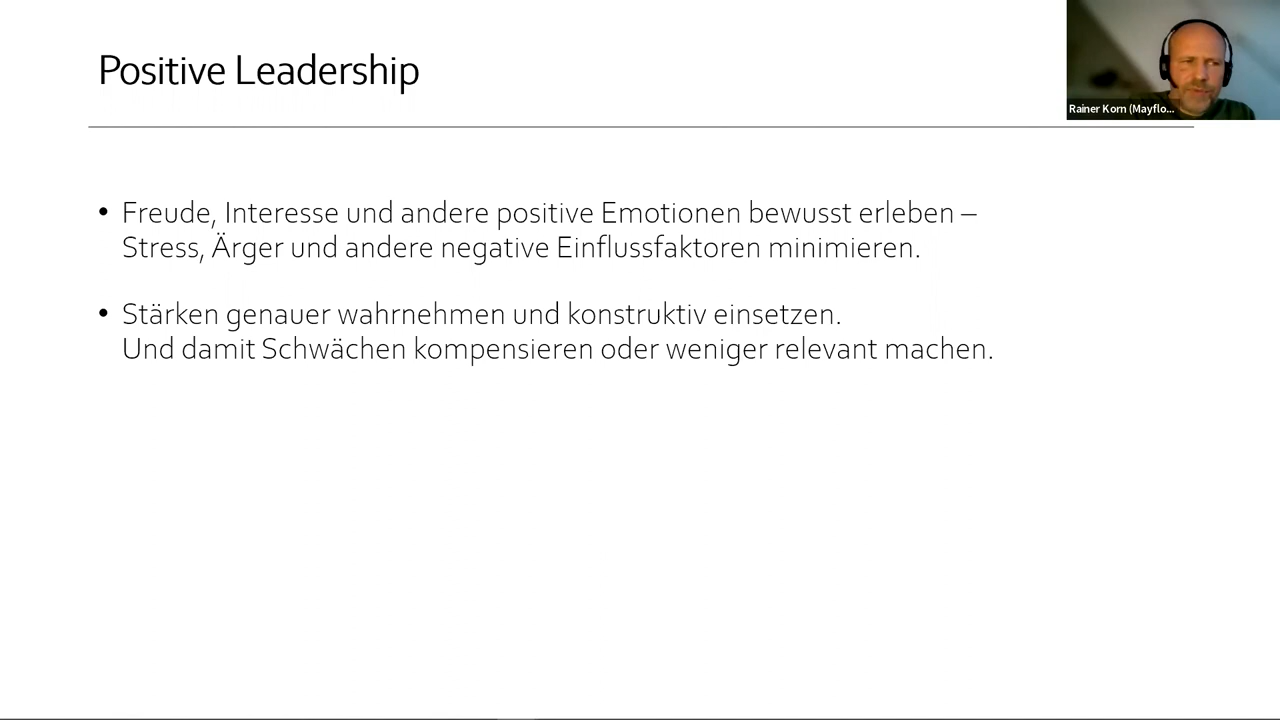 Positive Leadership
Rainer Korn (Mayflo...
• Freude, Interesse und andere positive Emotionen bewusst erleben –
Stress, Ärger und andere negative Einflussfaktoren minimieren.
• Stärken genauer wahrnehmen und konstruktiv einsetzen.
Und damit Schwächen kompensieren oder weniger relevant machen.